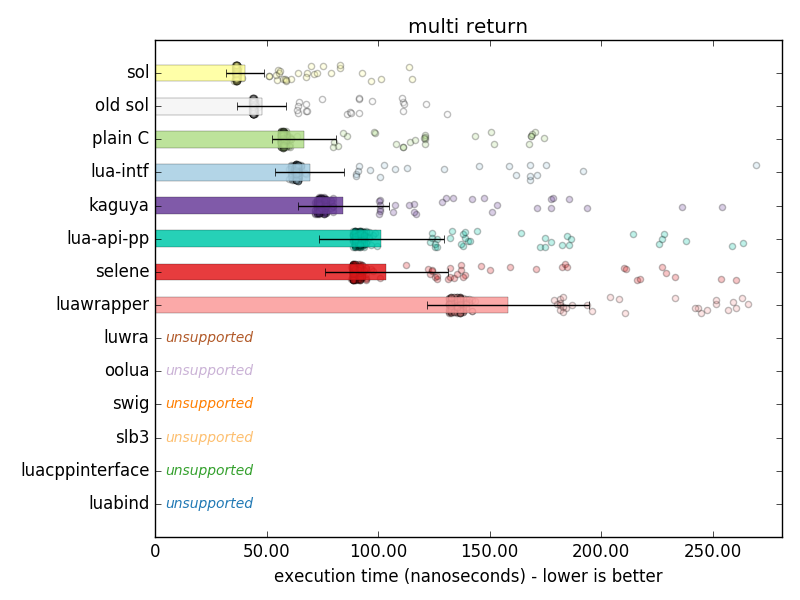 multi return
sol
old sol
plain C
lua-intf
kaguya
lua-api-pp
selene
luawrapper
luwra unsupported
oolua unsupported
swig unsupported
slb3 unsupported
luacppinterface unsupported
luabind unsupported
0 50.00 100.00 150.00 200.00 250.00
execution time (nanoseconds) - lower is better